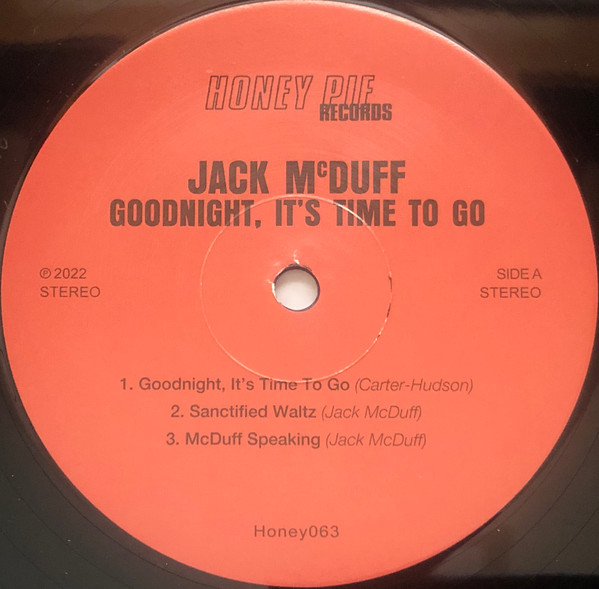 HONEY PIE
RECORDS
JACK McDUFF
GOODNIGHT, IT'S TIME TO GO
℗ 2022
STEREO
SIDE A
STEREO
1. Goodnight, It's Time To Go (Carter-Hudson)
2. Sanctified Waltz (Jack McDuff)
3. McDuff Speaking (Jack McDuff)
Honey063